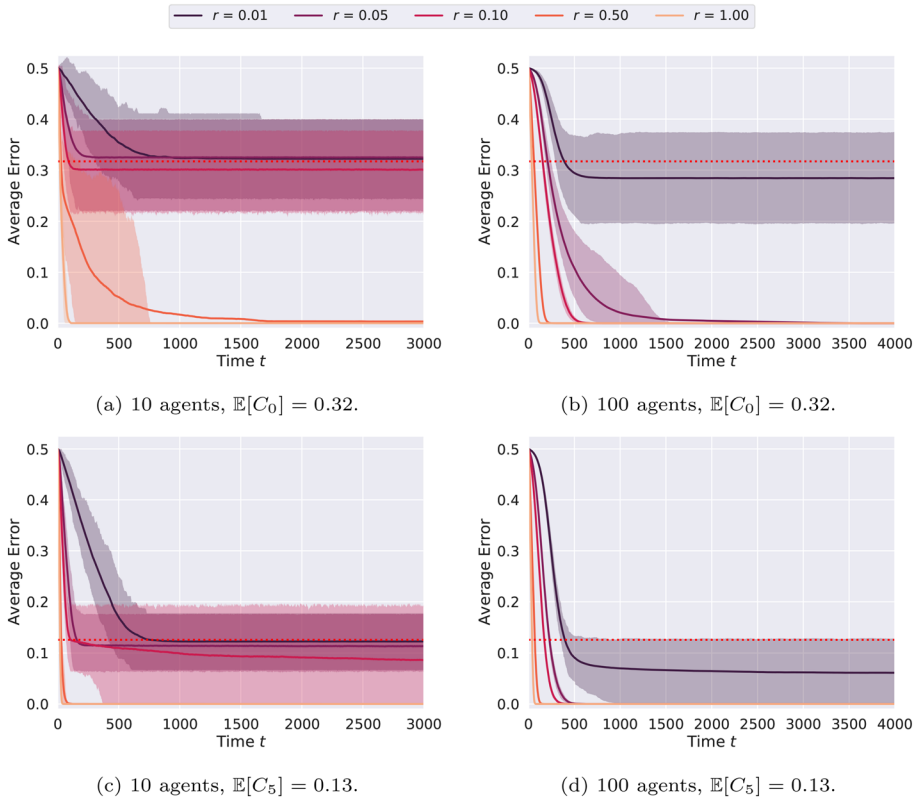 r = 0.01 r = 0.05 r = 0.10 r = 0.50 r = 1.00
Average Error
0.5
0.4
0.3
0.2
0.1
0.0
0 500 1000 1500 2000 2500 3000
Time t
(a) 10 agents, 𝔼[C₀] = 0.32.
Average Error
0.5
0.4
0.3
0.2
0.1
0.0
0 500 1000 1500 2000 2500 3000 3500 4000
Time t
(b) 100 agents, 𝔼[C₀] = 0.32.
Average Error
0.5
0.4
0.3
0.2
0.1
0.0
0 500 1000 1500 2000 2500 3000
Time t
(c) 10 agents, 𝔼[C₅] = 0.13.
Average Error
0.5
0.4
0.3
0.2
0.1
0.0
0 500 1000 1500 2000 2500 3000 3500 4000
Time t
(d) 100 agents, 𝔼[C₅] = 0.13.